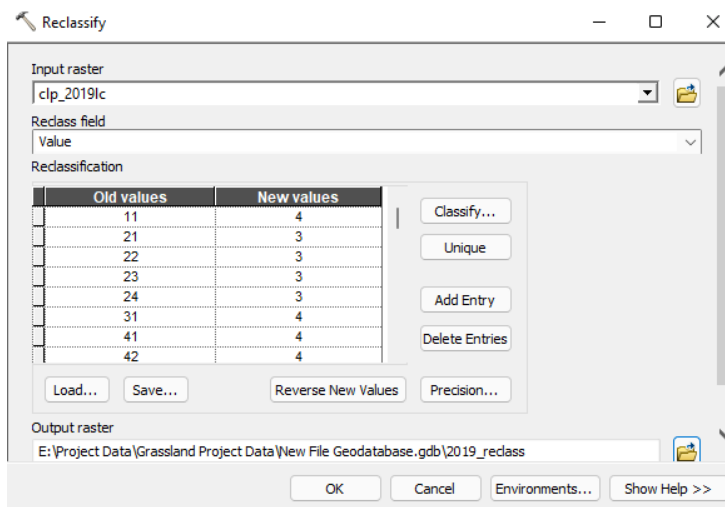 Reclassify
Input raster
clp_2019lc
Reclass field
Value
Reclassification
Old values New values
11 4
21 3
22 3
23 3
24 3
31 4
41 4
42 4
Classify...
Unique
Add Entry
Delete Entries
Load... Save... Reverse New Values Precision...
Output raster
E:\Project Data\Grassland Project Data\New File Geodatabase.gdb\2019_reclass
OK Cancel Environments... Show Help >>